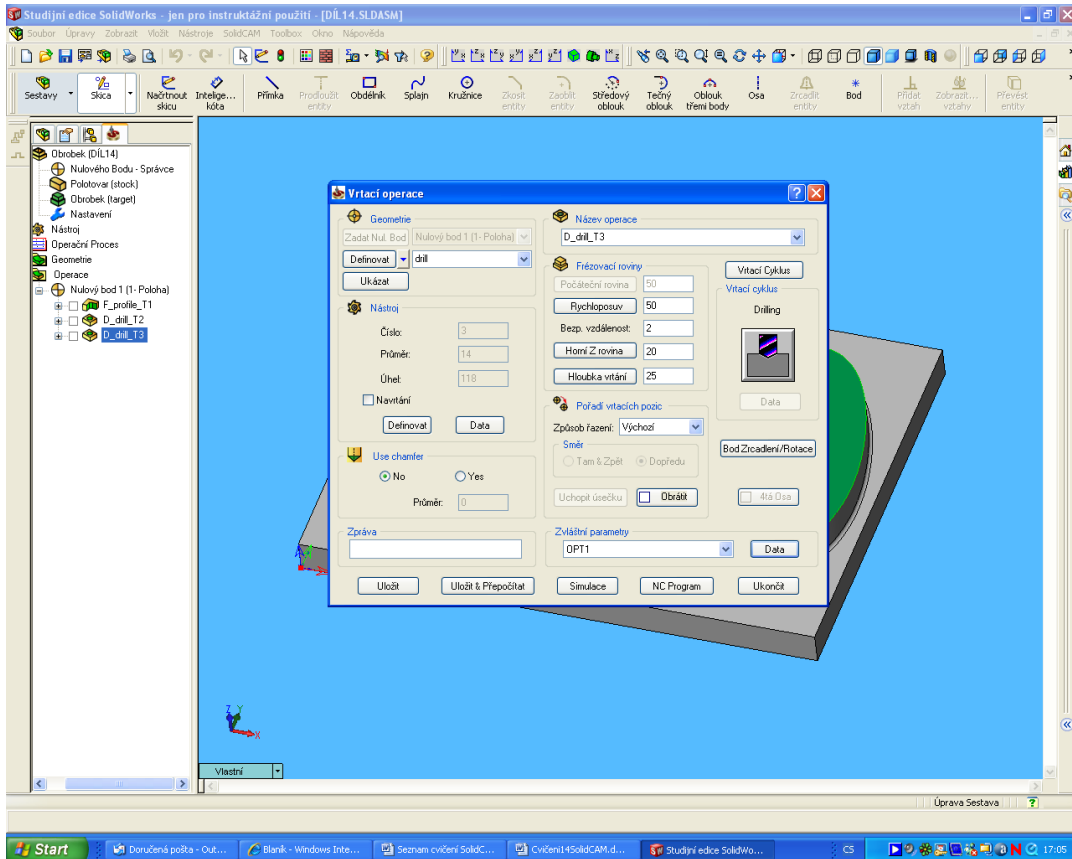 Studijní edice SolidWorks - jen pro instruktážní použití - [DÍL14.SLDASM]
Soubor Úpravy Zobrazit Vložit Nástroje SolidCAM Toolbox Okno Nápověda
Sestavy Skica Načrtnout skicu Intelige... kóta Přímka Prodloužit entity Obdélník Splajn Kružnice Zkosit entity Zaoblit entity Středový oblouk Tečný oblouk Oblouk třemi body Osa Zrcadlit entity Bod Přidat vztah Zobrazit... vztahy Převést entity
Obrobek (DÍL14)
Nulového Bodu - Správce
Polotovar (stock)
Obrobek (target)
Nastavení
Nástroj
Operační Proces
Geometrie
Operace
Nulový bod 1 (1- Poloha)
F_profile_T1
D_drill_T2
D_drill_T3
Vrtací operace
Geometrie
Zadat Nul. Bod Nulový bod 1 (1- Poloha)
Definovat drill
Ukázat
Nástroj
Číslo: 3
Průměr: 14
Úhel: 118
Navrtání
Definovat Data
Use chamfer
No Yes
Průměr: 0
Zpráva
Název operace
D_drill_T3
Frézovací roviny
Počáteční rovina 50
Rychloposuv 50
Bezp. vzdálenost: 2
Horní Z rovina 20
Hloubka vrtání 25
Vrtací Cyklus
Vrtací cyklus
Drilling
Data
Pořadí vrtacích pozic
Způsob řazení: Výchozí
Směr
Tam & Zpět Dopředu
Uchopit úsečku Obrátit
Bod Zrcadlení/Rotace
4tá Osa
Zvláštní parametry
OPT1 Data
Uložit Uložit & Přepočítat Simulace NC Program Ukončit
Z Y X
Vlastní
Úprava Sestava
Start Doručená pošta - Out... Blaník - Windows Inte... Seznam cvičení SolidC... Cvičení14SolidCAM.d... Studijní edice SolidWo... CS 17:05